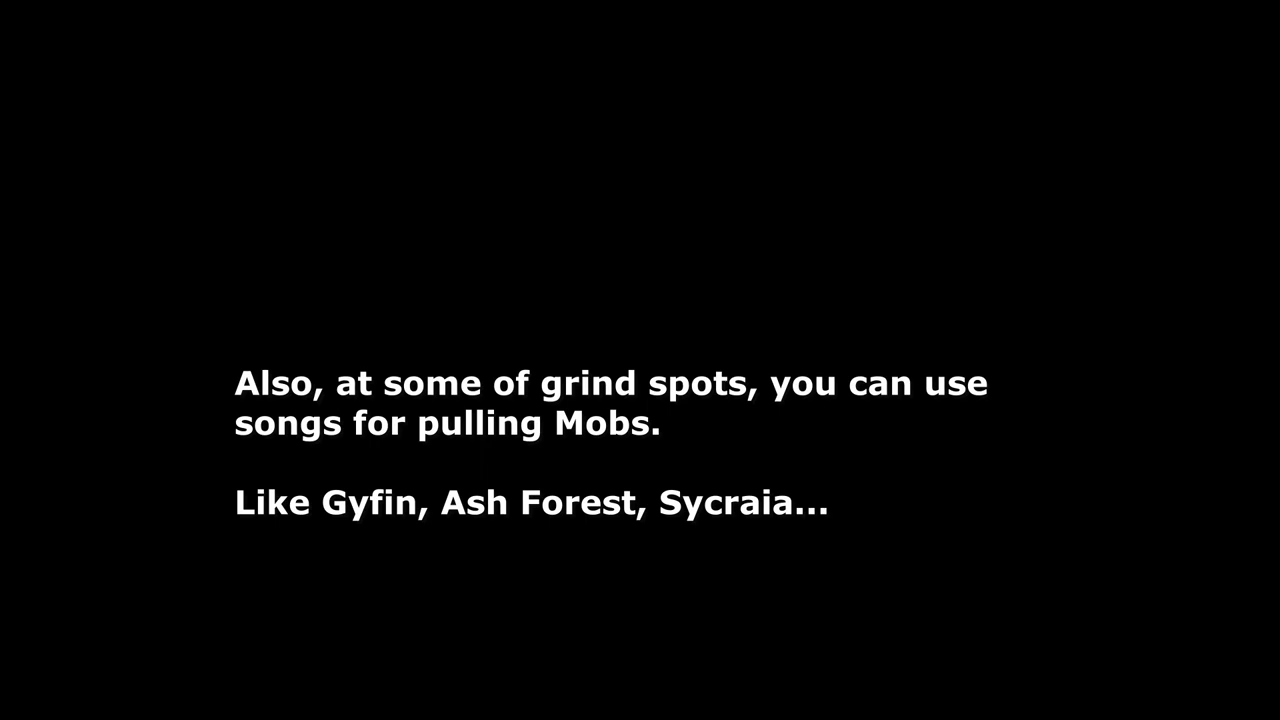 Also, at some of grind spots, you can use
songs for pulling Mobs.
Like Gyfin, Ash Forest, Sycraia...